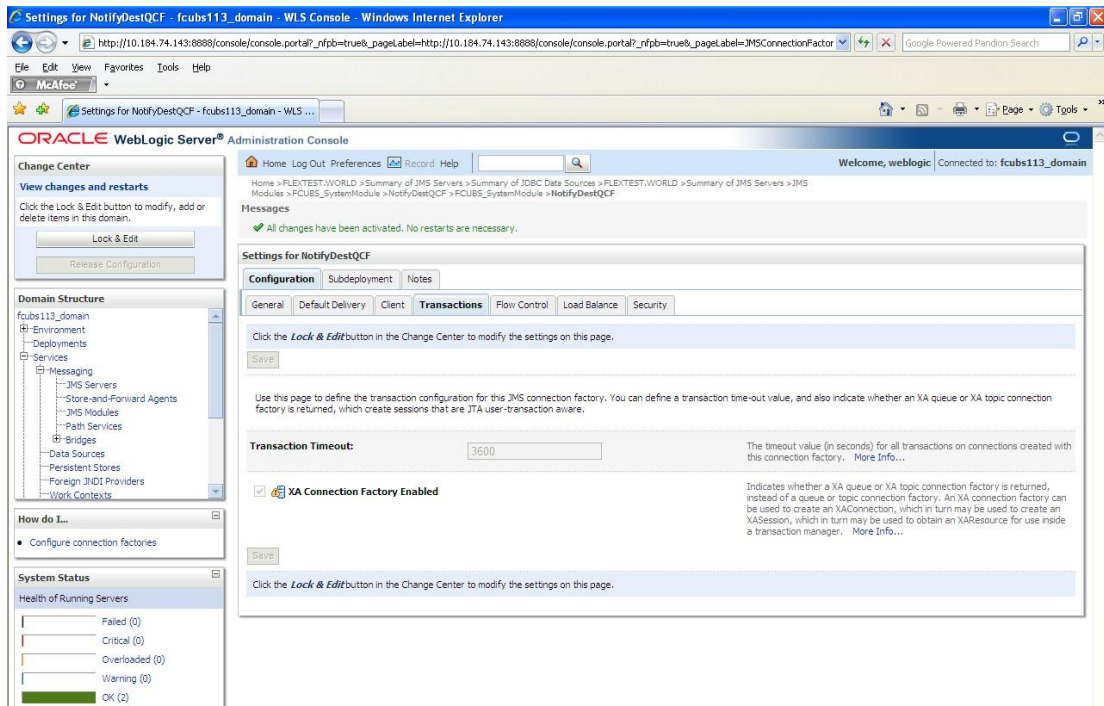 Settings for NotifyDestQCF - fcubs113_domain - WLS Console - Windows Internet Explorer
http://10.184.74.143:8888/console/console.portal?_nfpb=true&_pageLabel=http://10.184.74.143:8888/console/console.portal?_nfpb=true&_pageLabel=JMSConnectionFactor
Google Powered Pandion Search
File Edit View Favorites Tools Help
McAfee
Settings for NotifyDestQCF - fcubs113_domain - WLS ...
Page Tools
ORACLE WebLogic Server® Administration Console
Change Center
View changes and restarts
Click the Lock & Edit button to modify, add or
delete items in this domain.
Lock & Edit
Release Configuration
Domain Structure
fcubs113_domain
Environment
Deployments
Services
Messaging
JMS Servers
Store-and-Forward Agents
JMS Modules
Path Services
Bridges
Data Sources
Persistent Stores
Foreign JNDI Providers
Work Contexts
How do I...
Configure connection factories
System Status
Health of Running Servers
Failed (0)
Critical (0)
Overloaded (0)
Warning (0)
OK (2)
Home Log Out Preferences Record Help
Welcome, weblogic Connected to: fcubs113_domain
Home >FLEXTEST.WORLD >Summary of JMS Servers >Summary of JDBC Data Sources >FLEXTEST.WORLD >Summary of JMS Servers >JMS
Modules >FCUBS_SystemModule >NotifyDestQCF >FCUBS_SystemModule >NotifyDestQCF
Messages
All changes have been activated. No restarts are necessary.
Settings for NotifyDestQCF
Configuration Subdeployment Notes
General Default Delivery Client Transactions Flow Control Load Balance Security
Click the Lock & Edit button in the Change Center to modify the settings on this page.
Save
Use this page to define the transaction configuration for this JMS connection factory. You can define a transaction time-out value, and also indicate whether an XA queue or XA topic connection
factory is returned, which create sessions that are JTA user-transaction aware.
Transaction Timeout:
3600
The timeout value (in seconds) for all transactions on connections created with
this connection factory. More Info...
XA Connection Factory Enabled
Indicates whether a XA queue or XA topic connection factory is returned,
instead of a queue or topic connection factory. An XA connection factory can
be used to create an XAConnection, which in turn may be used to create an
XASession, which in turn may be used to obtain an XAResource for use inside
a transaction manager. More Info...
Save
Click the Lock & Edit button in the Change Center to modify the settings on this page.